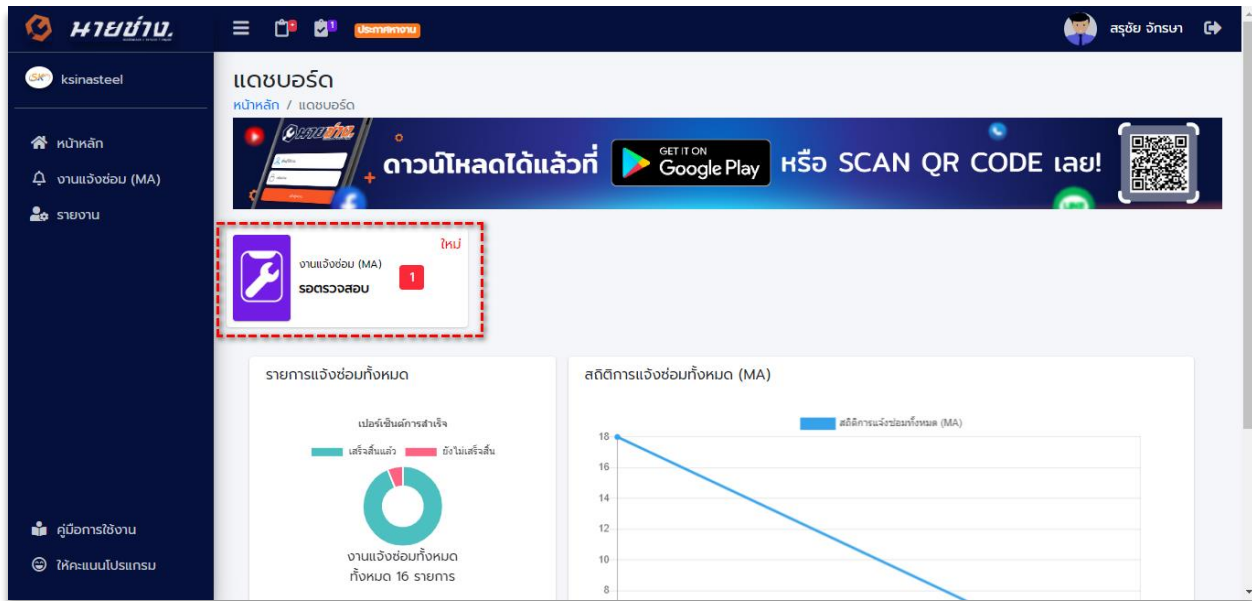 นายช่าง.
1
ประกาศหางาน
สรุชัย จักรษา
SK
ksinasteel
แดชบอร์ด
หน้าหลัก / แดชบอร์ด
หน้าหลัก
งานแจ้งซ่อม (MA)
รายงาน
นายช่าง
ดาวน์โหลดได้แล้วที่
GET IT ON
Google Play
หรือ SCAN QR CODE เลย!
ใหม่
งานแจ้งซ่อม (MA)
รอตรวจสอบ
1
รายการแจ้งซ่อมทั้งหมด
เปอร์เซ็นต์การสำเร็จ
เสร็จสิ้นแล้ว ยังไม่เสร็จสิ้น
งานแจ้งซ่อมทั้งหมด
ทั้งหมด 16 รายการ
สถิติการแจ้งซ่อมทั้งหมด (MA)
สถิติการแจ้งซ่อมทั้งหมด (MA)
18
16
14
12
10
8
คู่มือการใช้งาน
ให้คะแนนโปรแกรม